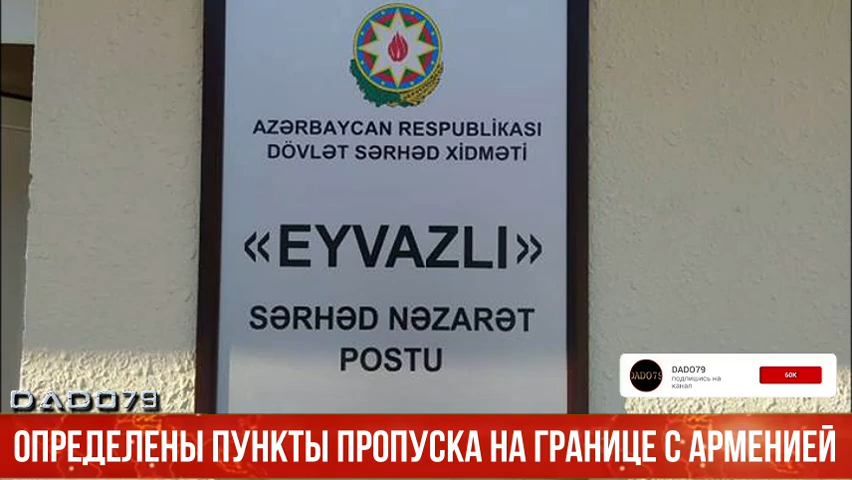 AZƏRBAYCAN RESPUBLİKASI
DÖVLƏT SƏRHƏD XİDMƏTİ
«EYVAZLI»
SƏRHƏD NƏZARƏT
POSTU
DADO79
DADO79
DADO79
подпишись на
канал
60K
ОПРЕДЕЛЕНЫ ПУНКТЫ ПРОПУСКА НА ГРАНИЦЕ С АРМЕНИЕЙ